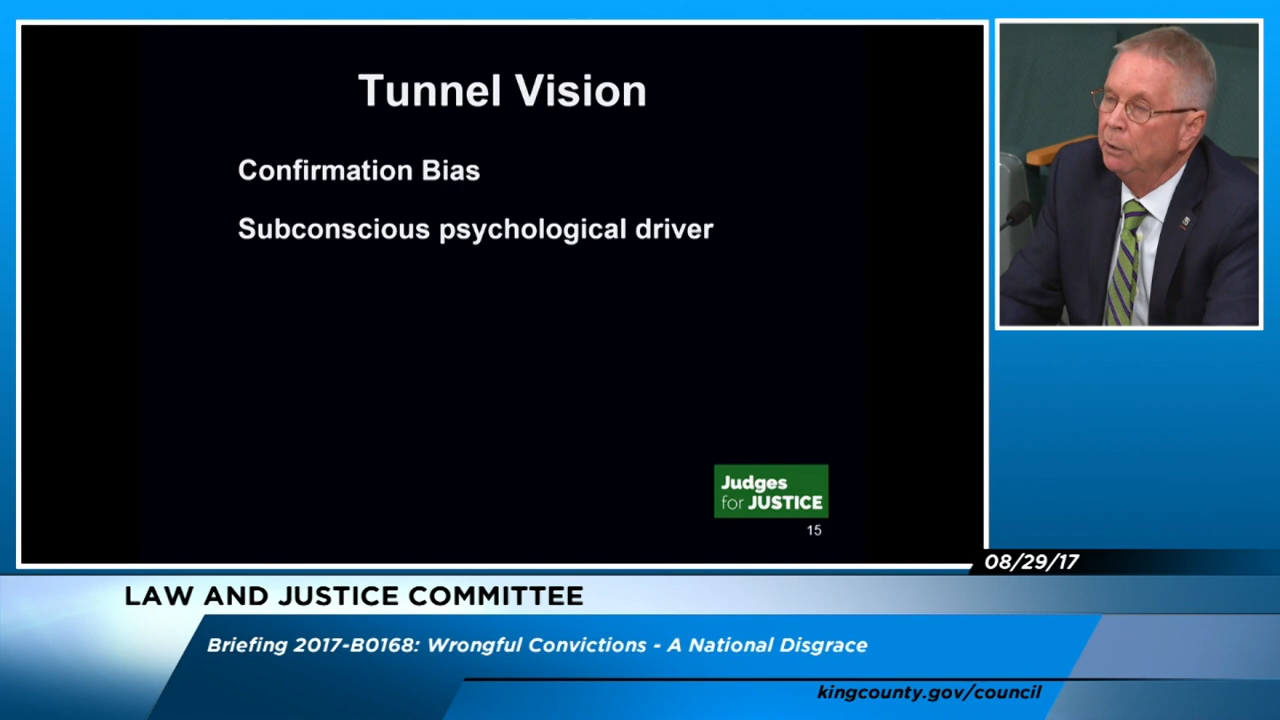 Tunnel Vision
Confirmation Bias
Subconscious psychological driver
Judges
for JUSTICE
15
08/29/17
LAW AND JUSTICE COMMITTEE
Briefing 2017-B0168: Wrongful Convictions - A National Disgrace
kingcounty.gov/council